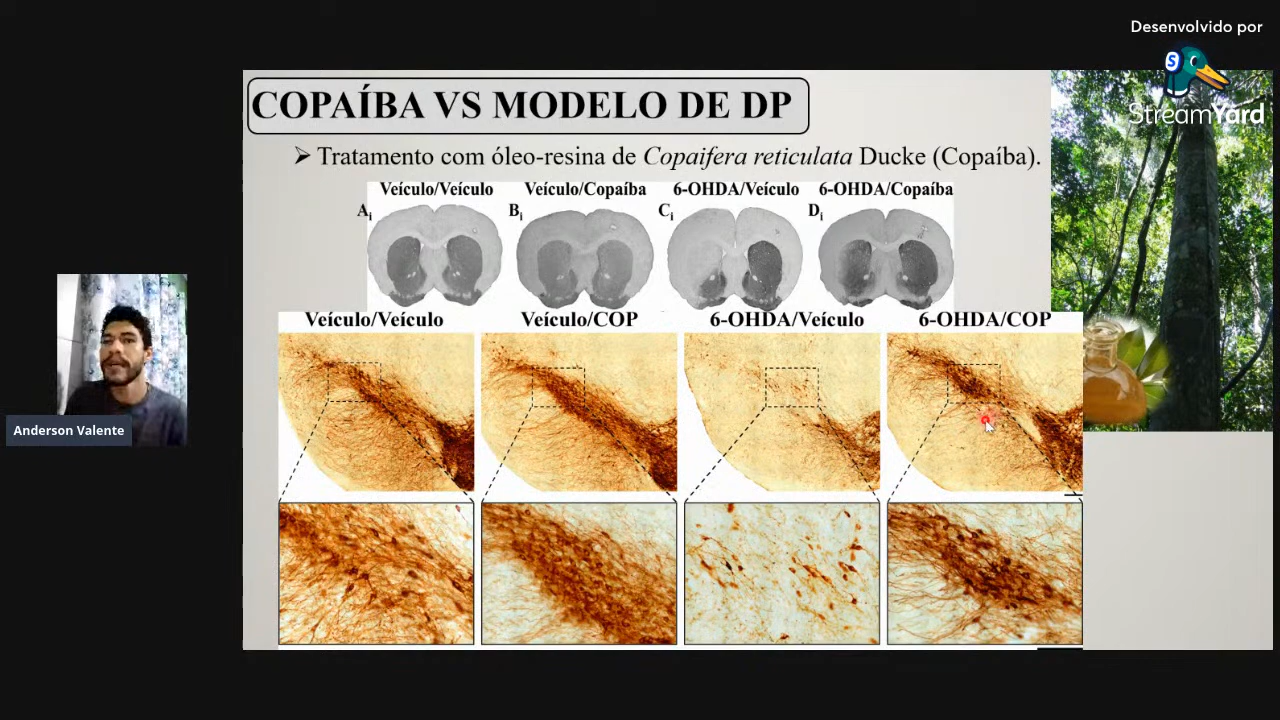 Desenvolvido por
StreamYard
COPAÍBA VS MODELO DE DP
➢ Tratamento com óleo-resina de Copaifera reticulata Ducke (Copaíba).
Veículo/Veículo Veículo/Copaíba 6-OHDA/Veículo 6-OHDA/Copaíba
Ai Bi Ci Di
Veículo/Veículo Veículo/COP 6-OHDA/Veículo 6-OHDA/COP
Anderson Valente